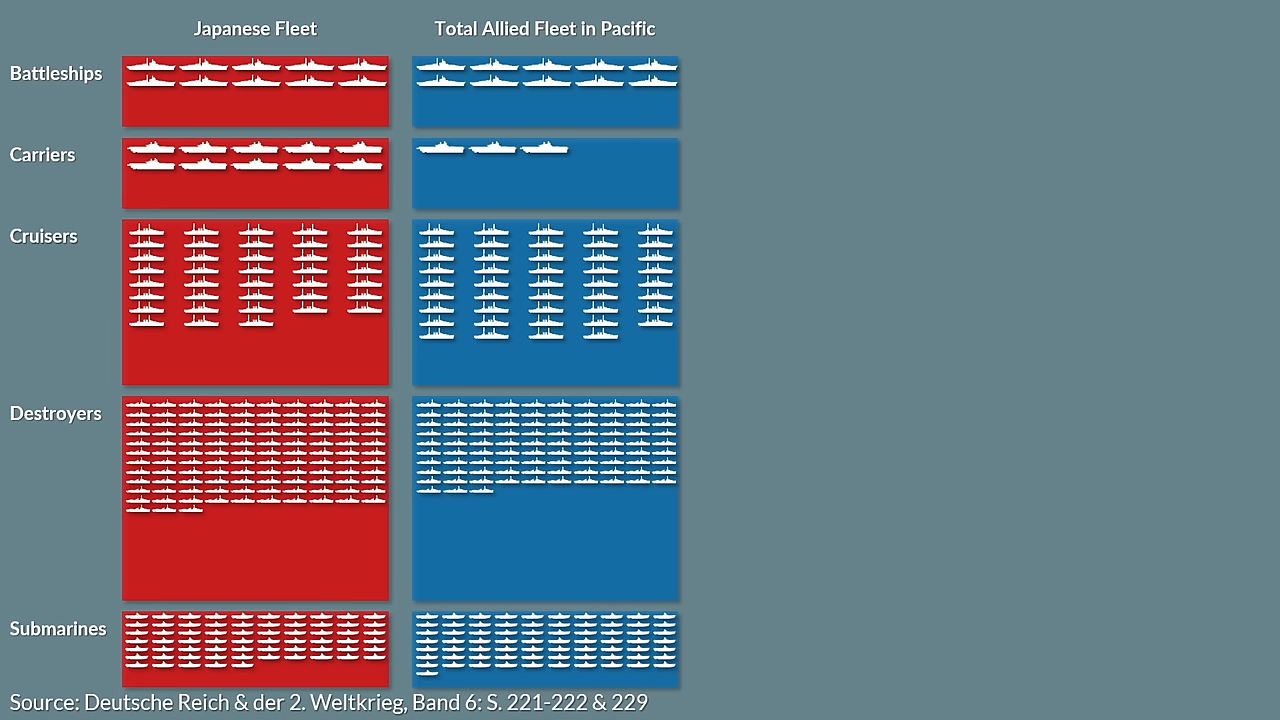 Japanese Fleet
Total Allied Fleet in Pacific
Battleships
Carriers
Cruisers
Destroyers
Submarines
Source: Deutsche Reich & der 2. Weltkrieg, Band 6: S. 221-222 & 229